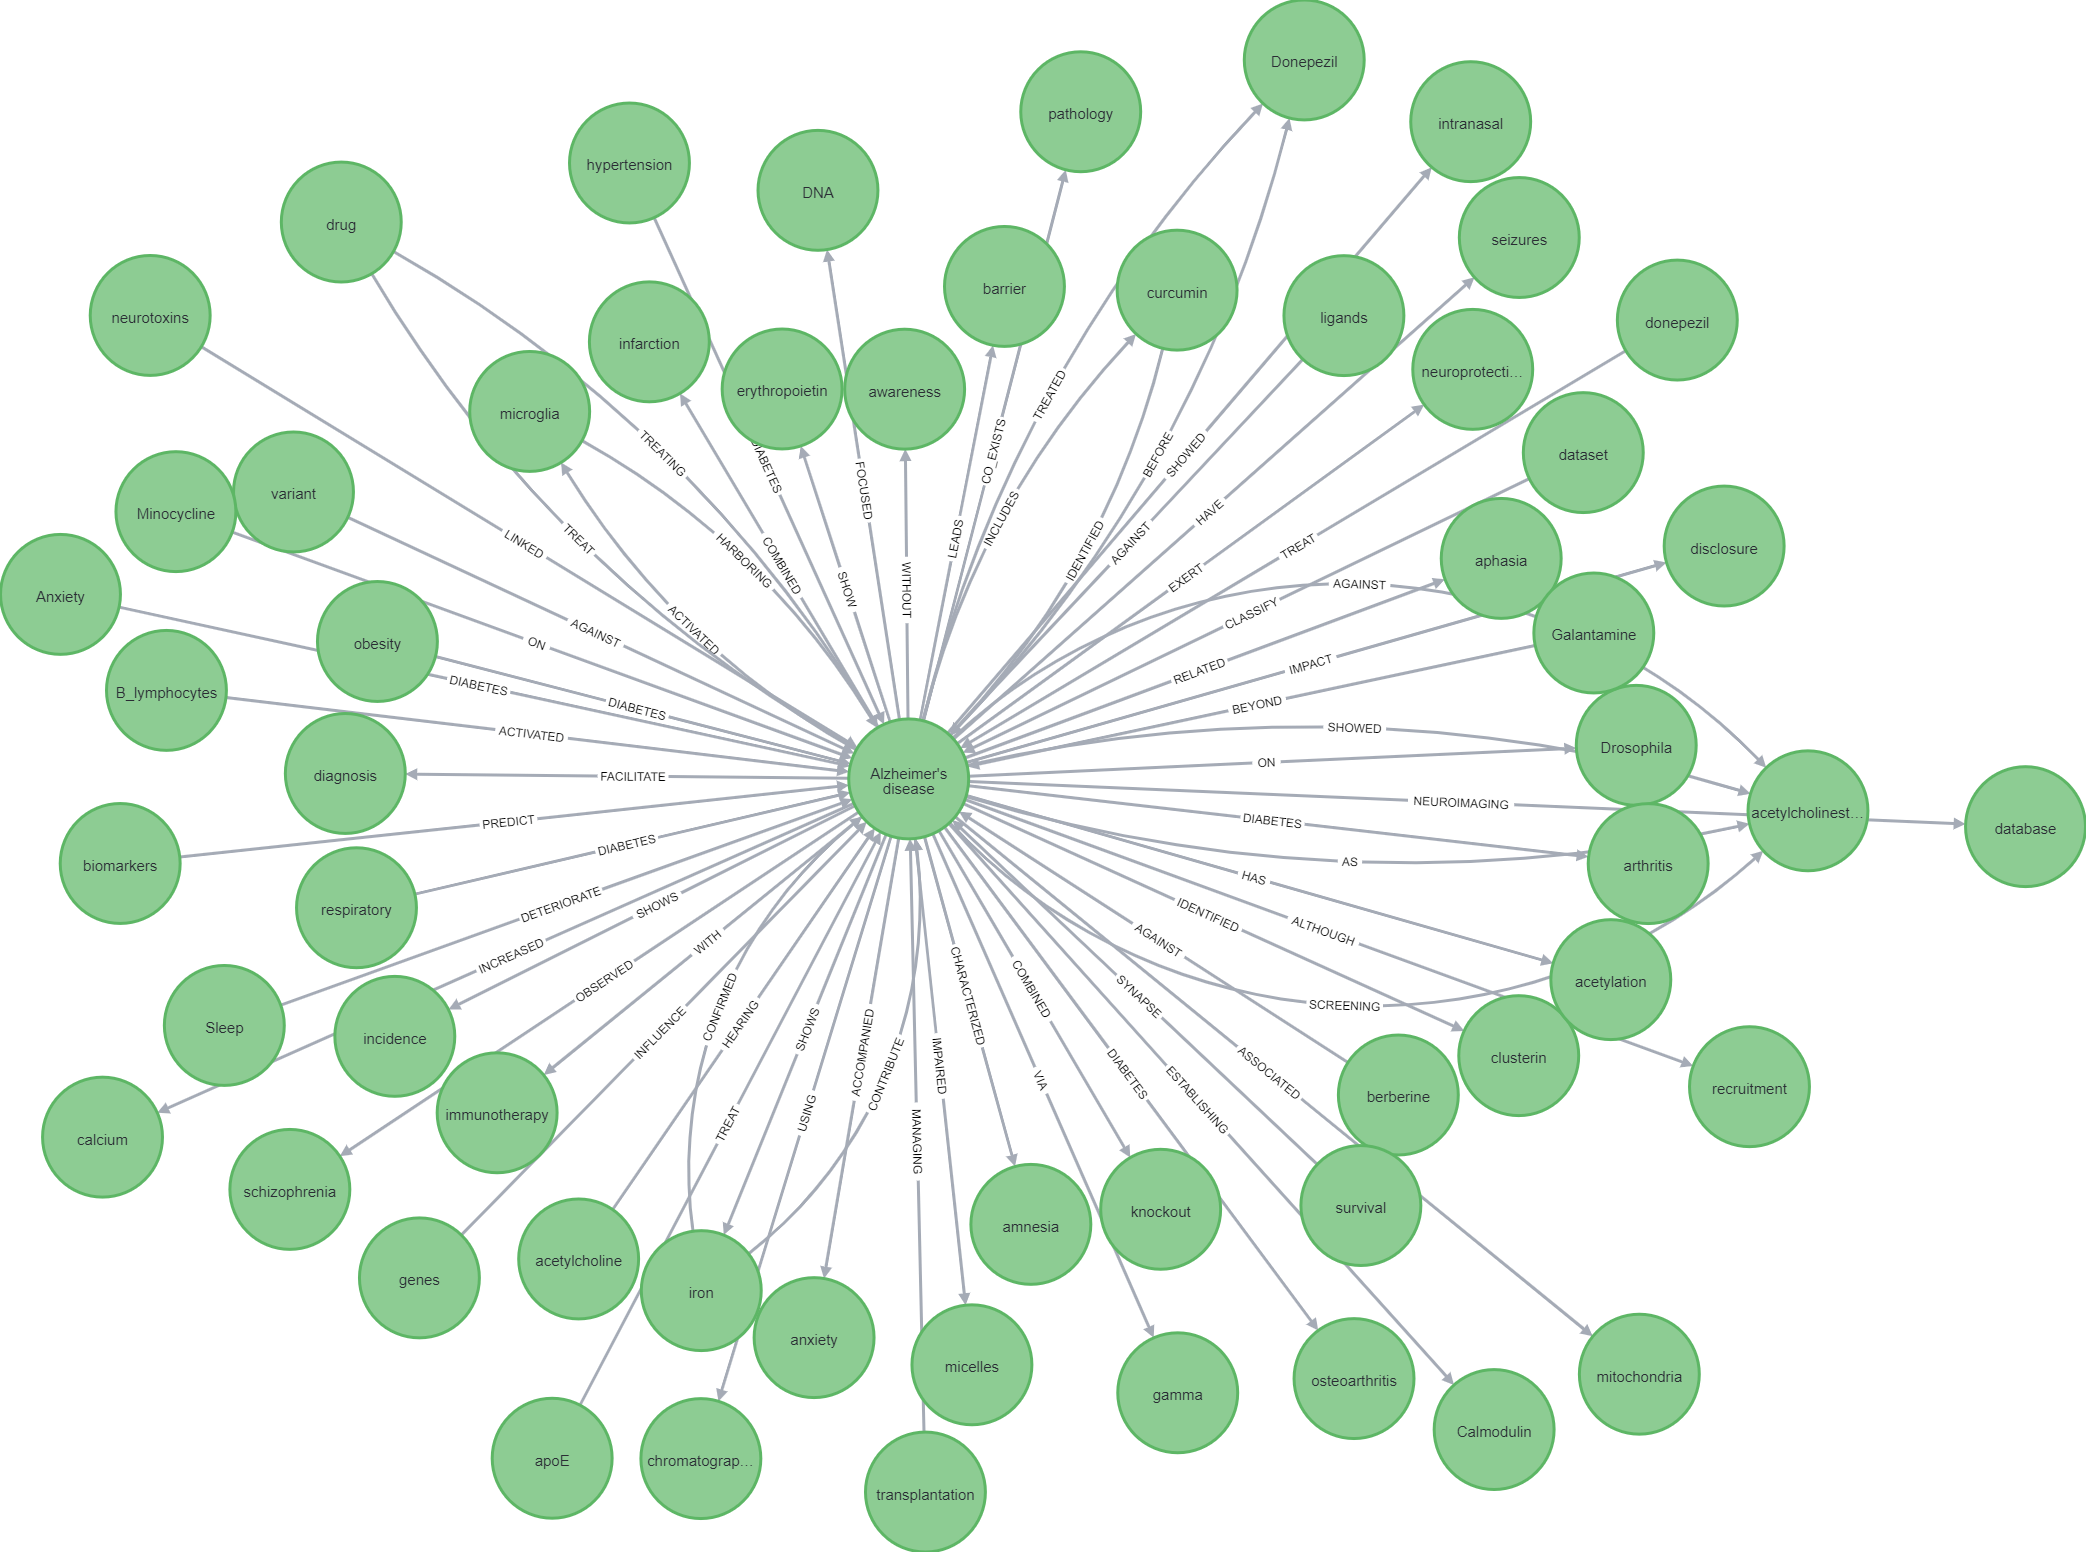 Donepezil
pathology
intranasal
hypertension
DNA
drug
seizures
barrier
curcumin
neurotoxins
ligands
donepezil
infarction
neuroprotecti...
erythropoietin
awareness
microglia
TREATED
TREATING
CO_EXISTS
BEFORE
SHOWED
dataset
DIABETES
FOCUSED
variant
Minocycline
INCLUDES
HAVE
LINKED
TREAT
LEADS
IDENTIFIED
AGAINST
TREAT
disclosure
HARBORING
COMBINED
aphasia
SHOW
WITHOUT
EXERT
AGAINST
Anxiety
CLASSIFY
AGAINST
ACTIVATED
Galantamine
obesity
ON
RELATED
IMPACT
B_lymphocytes
DIABETES
DIABETES
BEYOND
ACTIVATED
SHOWED
Drosophila
ON
diagnosis
FACILITATE
Alzheimer's
disease
NEUROIMAGING
acetylcholinest...
database
PREDICT
DIABETES
biomarkers
DIABETES
AS
arthritis
respiratory
DETERIORATE
SHOWS
HAS
IDENTIFIED
ALTHOUGH
INCREASED
WITH
AGAINST
OBSERVED
acetylation
CONFIRMED
CHARACTERIZED
COMBINED
SYNAPSE
SCREENING
Sleep
incidence
INFLUENCE
HEARING
SHOWS
ACCOMPANIED
CONTRIBUTE
IMPAIRED
clusterin
ASSOCIATED
VIA
DIABETES
ESTABLISHING
recruitment
berberine
immunotherapy
calcium
TREAT
USING
MANAGING
schizophrenia
knockout
survival
amnesia
genes
acetylcholine
iron
anxiety
micelles
gamma
osteoarthritis
mitochondria
Calmodulin
apoE
chromatograp...
transplantation